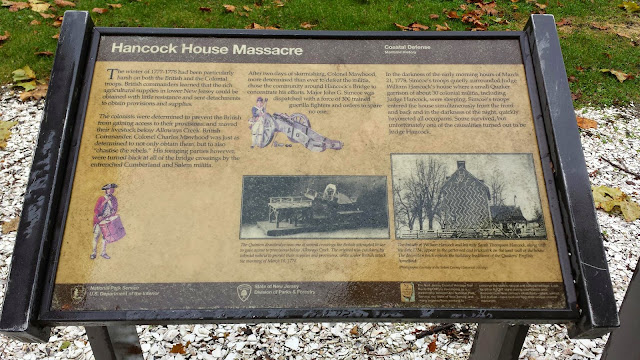 Hancock House Massacre
Coastal Defense
Maritime History
The winter of 1777-1778 had been particularly
harsh on both the British and the Colonial
troops. British commanders learned that the rich
agricultural supplies in Lower New Jersey could be
obtained with little resistance and sent detachments
to obtain provisions and supplies.
The colonists were determined to prevent the British
from gaining access to their provisions and moved
their livestock below Alloways Creek. British
Commander, Colonel Charles Mawhood was just as
determined to not only obtain them, but to also
"chastise the rebels." His foraging parties however,
were turned back at all of the bridge crossings by the
entrenched Cumberland and Salem militia.
After two days of skirmishing, Colonel Mawhood,
more determined than ever to defeat the militia,
chose the community around Hancock's Bridge to
concentrate his efforts. Major John G. Simcoe was
dispatched with a force of 300 trained
guerilla fighters and orders to spare
no one.
In the darkness of the early morning hours of March
21, 1778, Simcoe's troops quietly surrounded Judge
William Hancock's house where a small Quaker
garrison of about 30 colonial militia, including
Judge Hancock, were sleeping. Simcoe's troops
entered the house simultaneously from the front
and back and in the darkness of the night quickly
bayoneted all occupants. Some survived, but
unfortunately one of the casualties turned out to be
Judge Hancock.
National Park Service
U.S. Department of the Interior
State of New Jersey
Division of Parks & Forestry